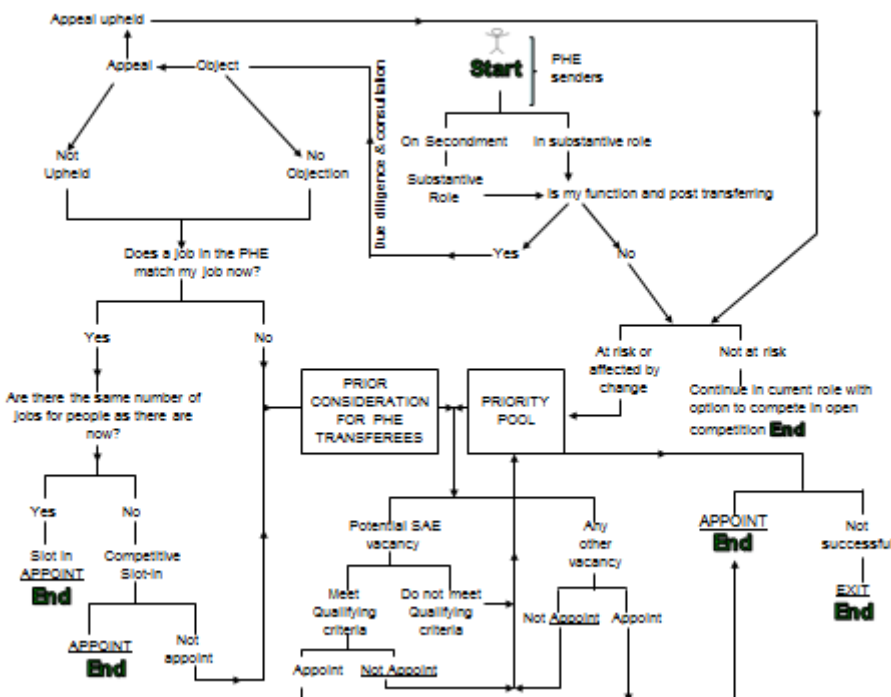 Appeal upheld
Appeal
Object
Start
PHE
senders
Due diligence & consultation
Not
Upheld
No
Objection
On Secondment
In substantive role
Substantive
Role
Is my function and post transferring
Yes
No
Does a job in the PHE
match my job now?
Yes
No
At risk or
affected by
change
Not at risk
Continue in current role with
option to compete in open
competition End
Are there the same number of
jobs for people as there are
now?
PRIOR
CONSIDERATION
FOR PHE
TRANSFEREES
PRIORITY
POOL
Yes
No
Slot in
APPOINT
End
Competitive
Slot-in
Potential SAE
vacancy
Any
other
vacancy
APPOINT
End
Not
successful
EXIT
End
Meet
Qualifying
criteria
Do not meet
Qualifying
criteria
Not Appoint
Appoint
APPOINT
End
Not
appoint
Appoint
Not Appoint